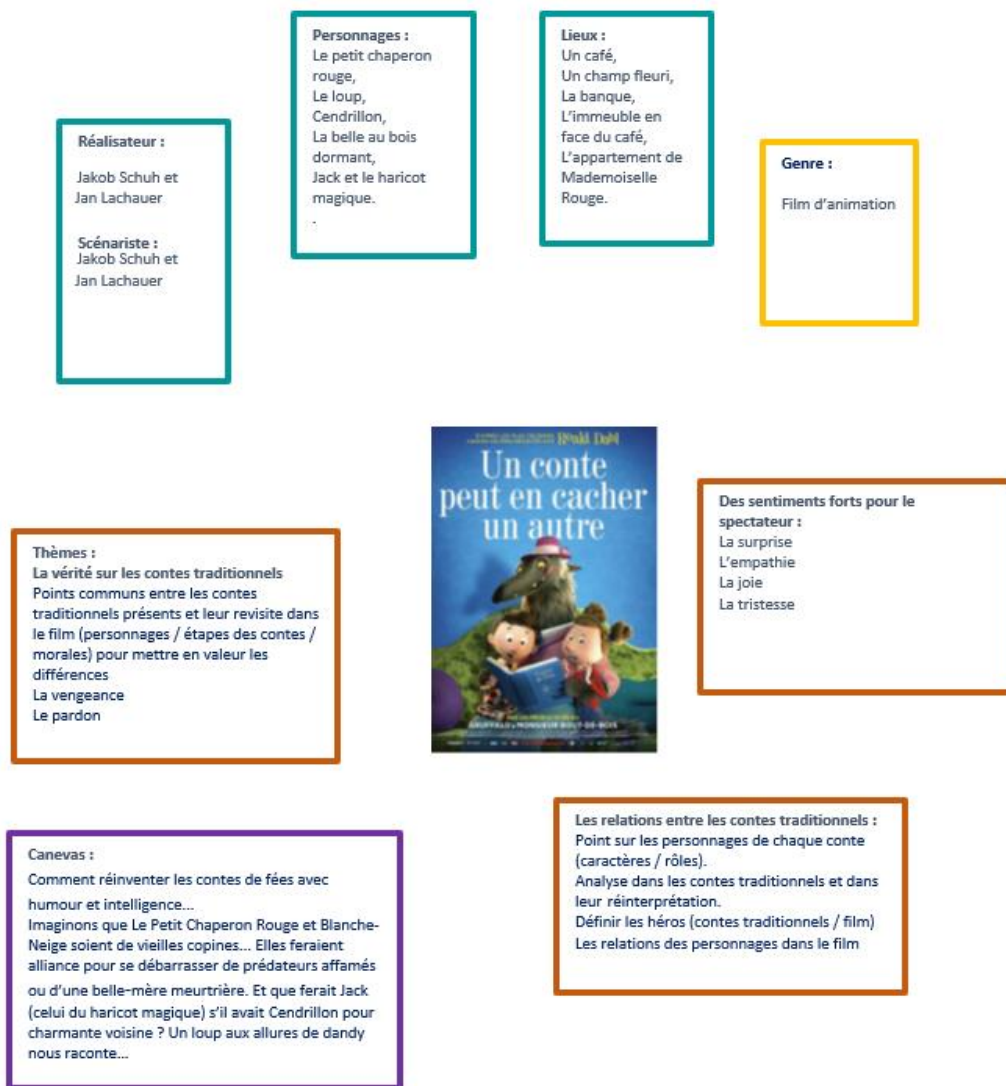 Personnages :
Le petit chaperon
rouge,
Le loup,
Cendrillon,
La belle au bois
dormant,
Jack et le haricot
magique.
.
Lieux :
Un café,
Un champ fleuri,
La banque,
L'immeuble en
face du café,
L'appartement de
Mademoiselle
Rouge.
Réalisateur :
Jakob Schuh et
Jan Lachauer
Scénariste :
Jakob Schuh et
Jan Lachauer
Genre :
Film d'animation
Roald Dahl
Un conte
peut en cacher
un autre
Des sentiments forts pour le
spectateur :
La surprise
L'empathie
La joie
La tristesse
Thèmes :
La vérité sur les contes traditionnels
Points communs entre les contes
traditionnels présents et leur revisite dans
le film (personnages / étapes des contes /
morales) pour mettre en valeur les
différences
La vengeance
Le pardon
Les relations entre les contes traditionnels :
Point sur les personnages de chaque conte
(caractères / rôles).
Analyse dans les contes traditionnels et dans
leur réinterprétation.
Définir les héros (contes traditionnels / film)
Les relations des personnages dans le film
Canevas :
Comment réinventer les contes de fées avec
humour et intelligence...
Imaginons que Le Petit Chaperon Rouge et Blanche-
Neige soient de vieilles copines... Elles feraient
alliance pour se débarrasser de prédateurs affamés
ou d'une belle-mère meurtrière. Et que ferait Jack
(celui du haricot magique) s'il avait Cendrillon pour
charmante voisine ? Un loup aux allures de dandy
nous raconte...